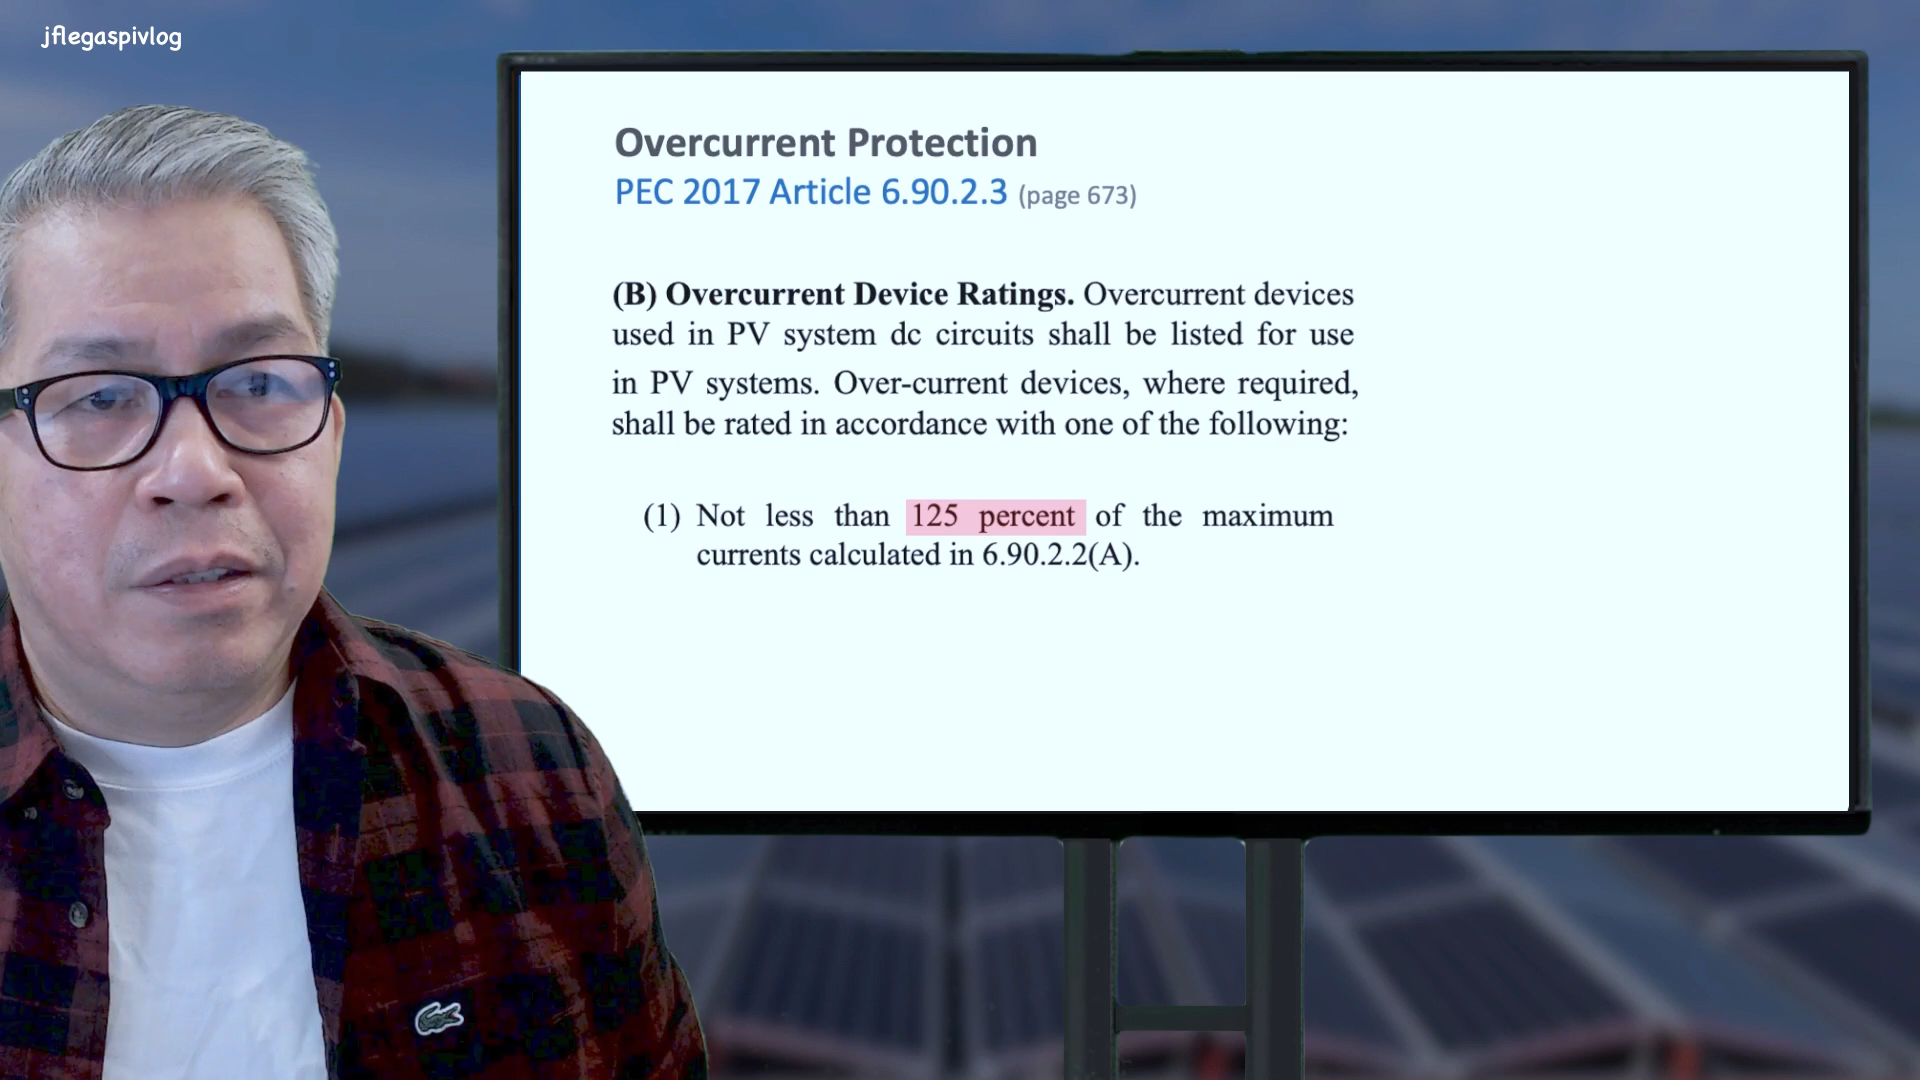 jflegaspivlog
Overcurrent Protection
PEC 2017 Article 6.90.2.3 (page 673)
(B) Overcurrent Device Ratings. Overcurrent devices
used in PV system dc circuits shall be listed for use
in PV systems. Over-current devices, where required,
shall be rated in accordance with one of the following:
(1) Not less than 125 percent of the maximum
currents calculated in 6.90.2.2(A).